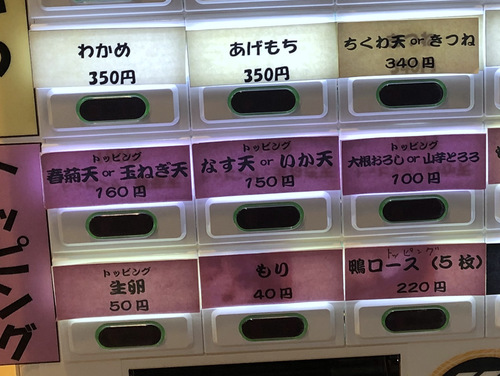 わかめ
350円
あげもち
350円
ちくわ天 or きつね
340円
トッピング
春菊天 or 玉ねぎ天
160円
トッピング
なす天 or いか天
150円
トッピング
大根おろし or 山芋とろろ
100円
トッピング
生卵
50円
もり
40円
トッピング
鴨ロース(5枚)
220円
トッピング